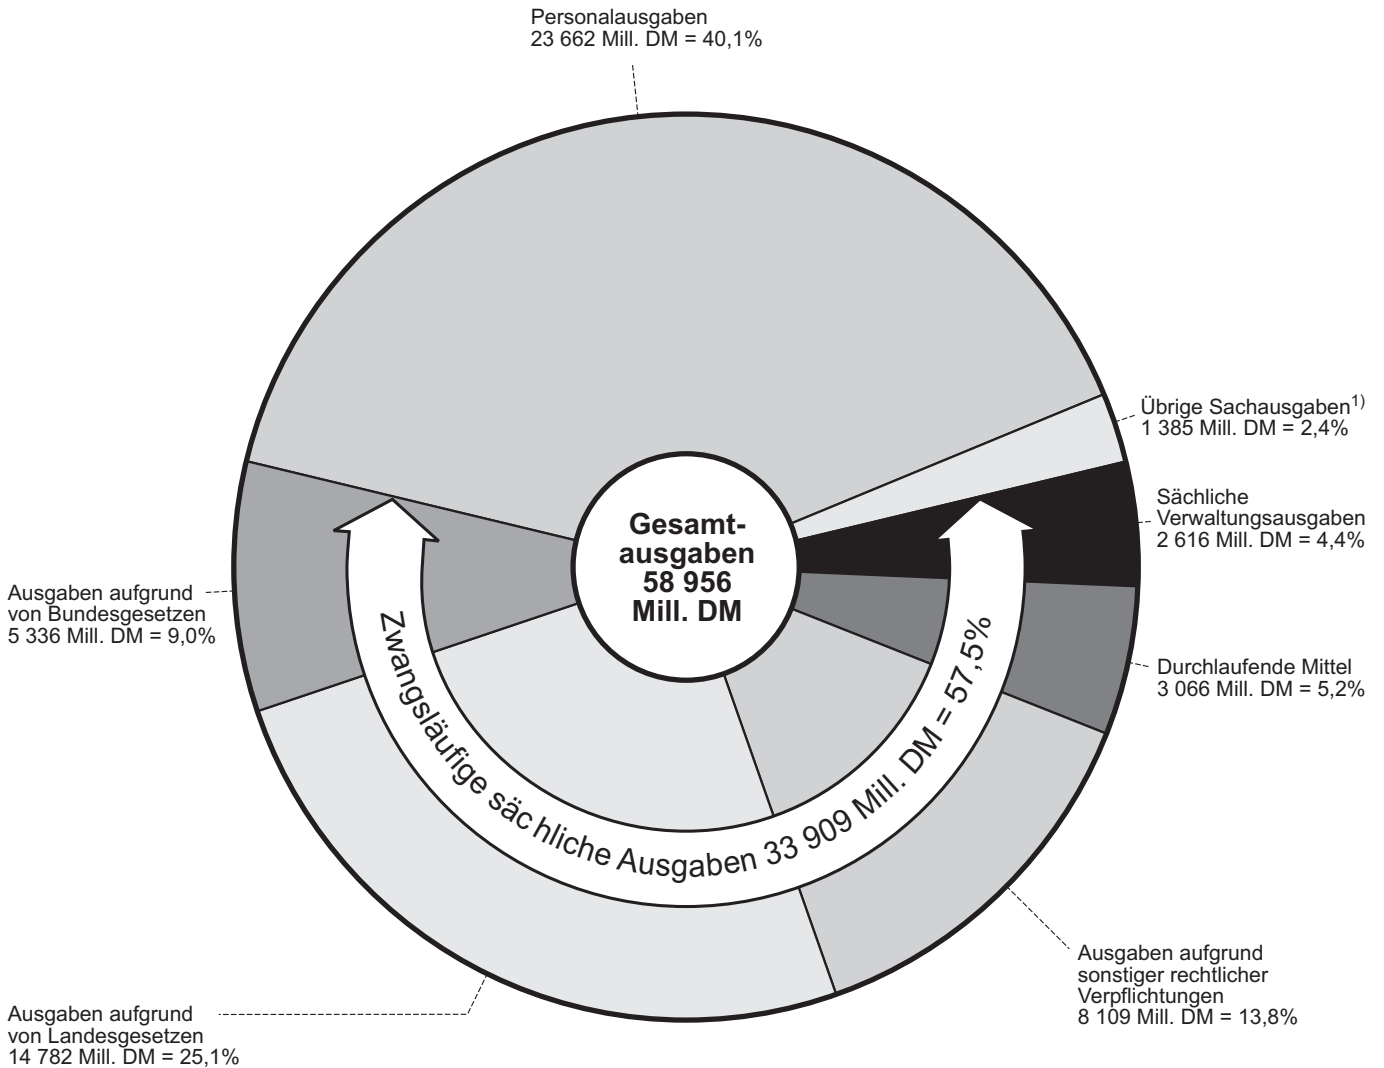 Personalausgaben
23 662 Mill. DM = 40,1%
Übrige Sachausgaben1)
1 385 Mill. DM = 2,4%
Sächliche
Verwaltungsausgaben
2 616 Mill. DM = 4,4%
Gesamt-
ausgaben
58 956
Mill. DM
Ausgaben aufgrund
von Bundesgesetzen
5 336 Mill. DM = 9,0%
Zwangsläufige sächliche Ausgaben 33 909 Mill. DM = 57,5%
Durchlaufende Mittel
3 066 Mill. DM = 5,2%
Ausgaben aufgrund
sonstiger rechtlicher
Verpflichtungen
8 109 Mill. DM = 13,8%
Ausgaben aufgrund
von Landesgesetzen
14 782 Mill. DM = 25,1%